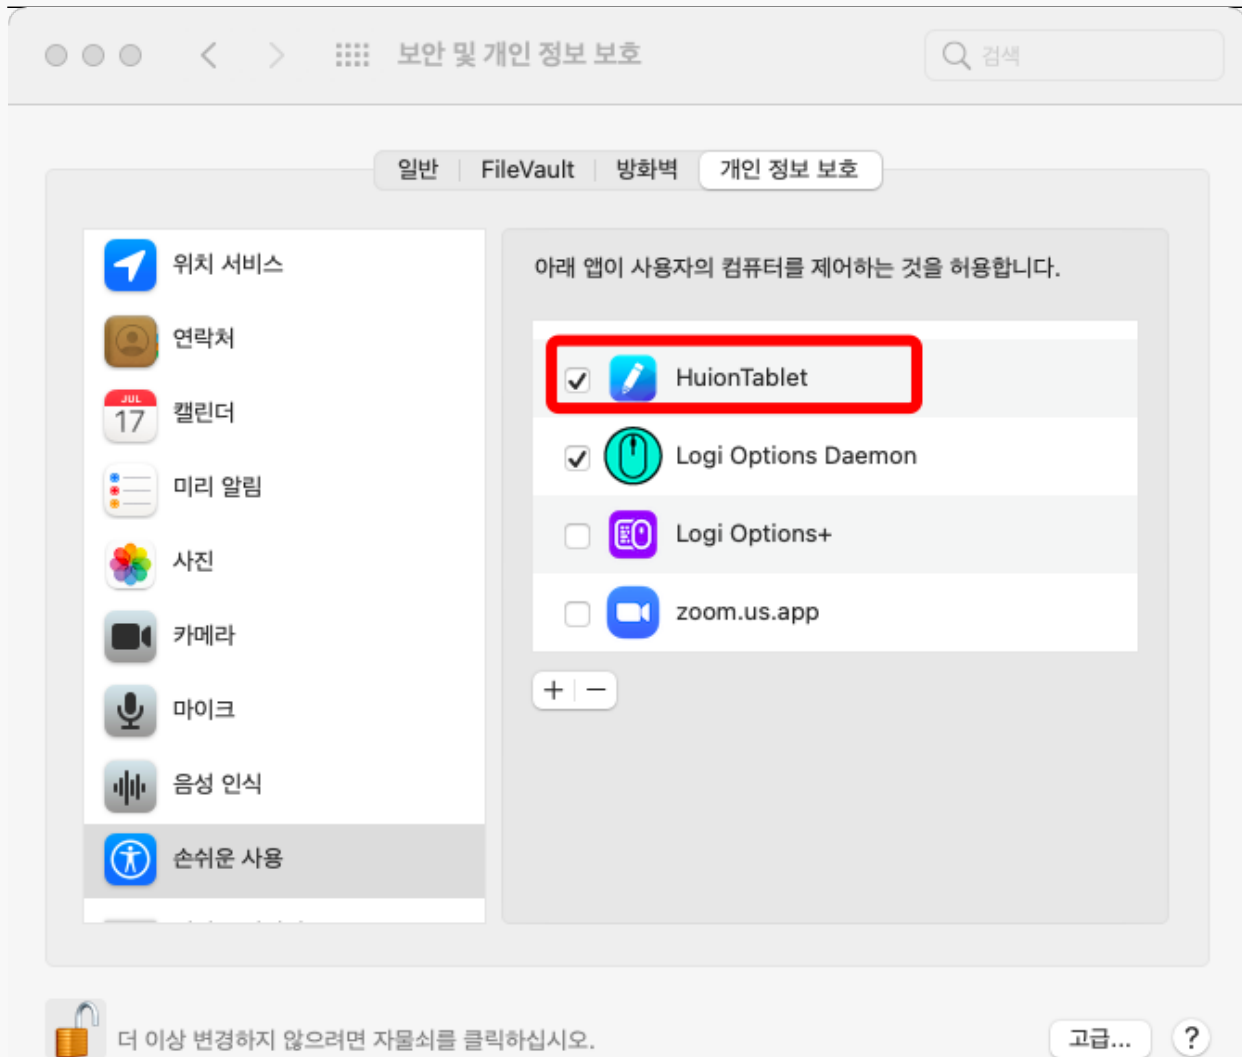 보안 및 개인 정보 보호
검색
일반
FileVault
방화벽
개인 정보 보호
위치 서비스
연락처
JUL
17
캘린더
미리 알림
사진
카메라
마이크
음성 인식
손쉬운 사용
아래 앱이 사용자의 컴퓨터를 제어하는 것을 허용합니다.
HuionTablet
Logi Options Daemon
Logi Options+
zoom.us.app
+ −
더 이상 변경하지 않으려면 자물쇠를 클릭하십시오.
고급...
?